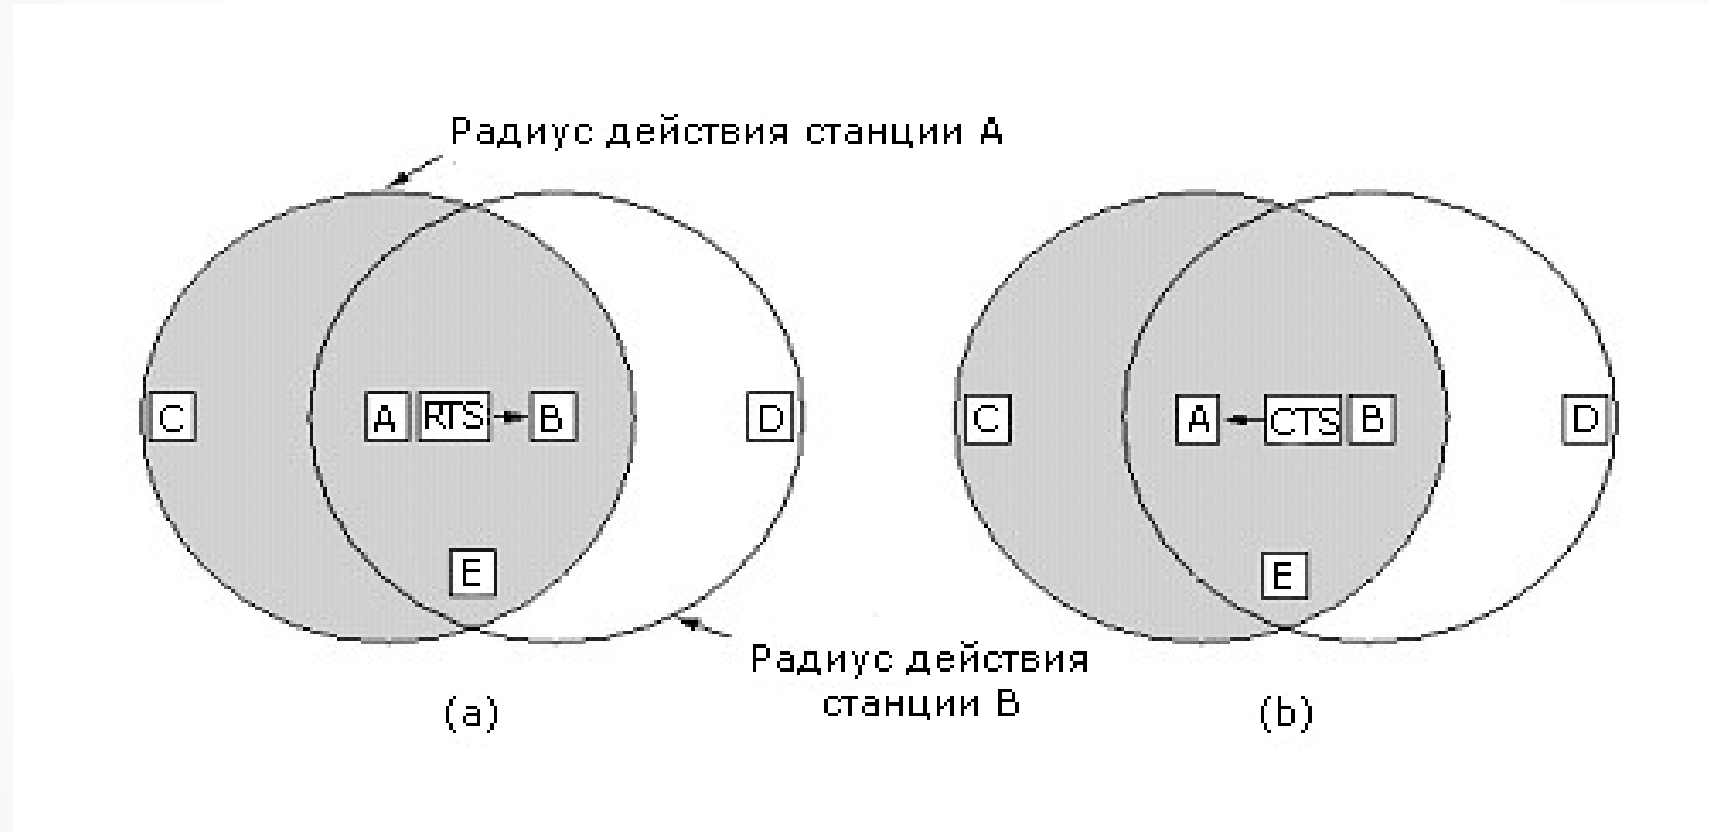 Радиус действия станции A
C
A
RTS
B
D
E
C
A
CTS
B
D
E
Радиус действия
станции B
(a)
(b)